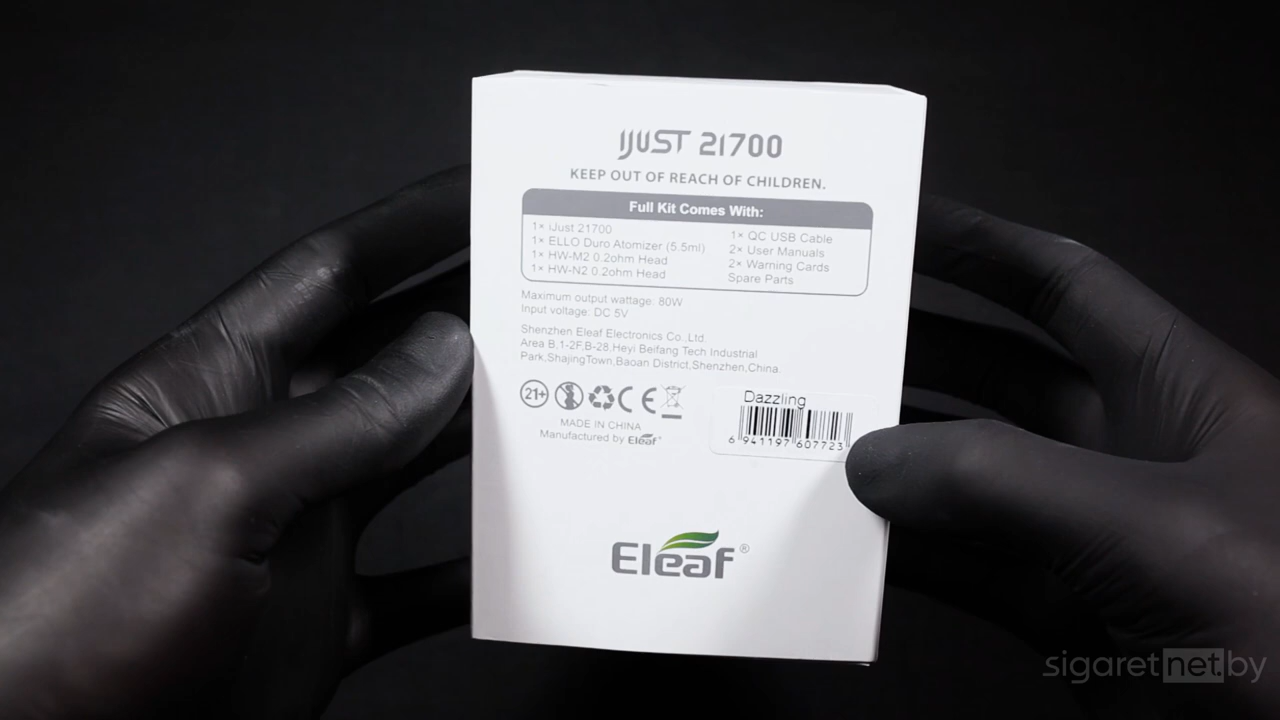 iJUST 21700
KEEP OUT OF REACH OF CHILDREN.
Full Kit Comes With:
1× iJust 21700
1× ELLO Duro Atomizer (5.5ml)
1× HW-M2 0.2ohm Head
1× HW-N2 0.2ohm Head
1× QC USB Cable
2× User Manuals
2× Warning Cards
Spare Parts
Maximum output wattage: 80W
Input voltage: DC 5V
Shenzhen Eleaf Electronics Co.,Ltd.
Area B,1-2F,B-28,Heyi Beifang Tech Industrial
Park,ShajingTown,Baoan District,Shenzhen,China.
21+ CE
MADE IN CHINA
Manufactured by Eleaf®
Dazzling
6 941197 607723
Eleaf®
sigaretnet.by